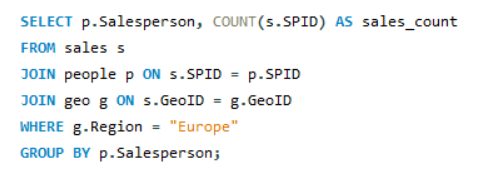 SELECT p.Salesperson, COUNT(s.SPID) AS sales_count
FROM sales s
JOIN people p ON s.SPID = p.SPID
JOIN geo g ON s.GeoID = g.GeoID
WHERE g.Region = "Europe"
GROUP BY p.Salesperson;